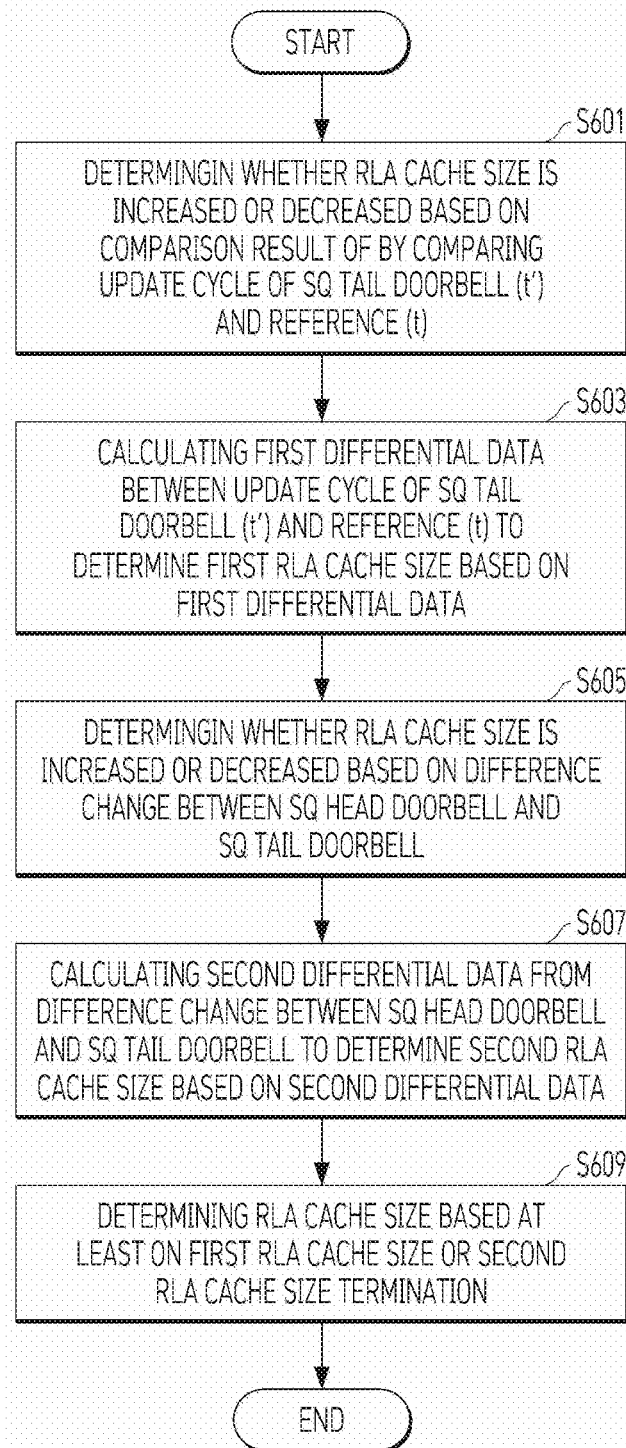 START
S601
DETERMINGIN WHETHER RLA CACHE SIZE IS
INCREASED OR DECREASED BASED ON
COMPARISON RESULT OF BY COMPARING
UPDATE CYCLE OF SQ TAIL DOORBELL (t')
AND REFERENCE (t)
S603
CALCULATING FIRST DIFFERENTIAL DATA
BETWEEN UPDATE CYCLE OF SQ TAIL
DOORBELL (t') AND REFERENCE (t) TO
DETERMINE FIRST RLA CACHE SIZE BASED ON
FIRST DIFFERENTIAL DATA
S605
DETERMINGIN WHETHER RLA CACHE SIZE IS
INCREASED OR DECREASED BASED ON DIFFERENCE
CHANGE BETWEEN SQ HEAD DOORBELL AND
SQ TAIL DOORBELL
S607
CALCULATING SECOND DIFFERENTIAL DATA FROM
DIFFERENCE CHANGE BETWEEN SQ HEAD DOORBELL
AND SQ TAIL DOORBELL TO DETERMINE SECOND RLA
CACHE SIZE BASED ON SECOND DIFFERENTIAL DATA
S609
DETERMINING RLA CACHE SIZE BASED AT
LEAST ON FIRST RLA CACHE SIZE OR SECOND
RLA CACHE SIZE TERMINATION
END